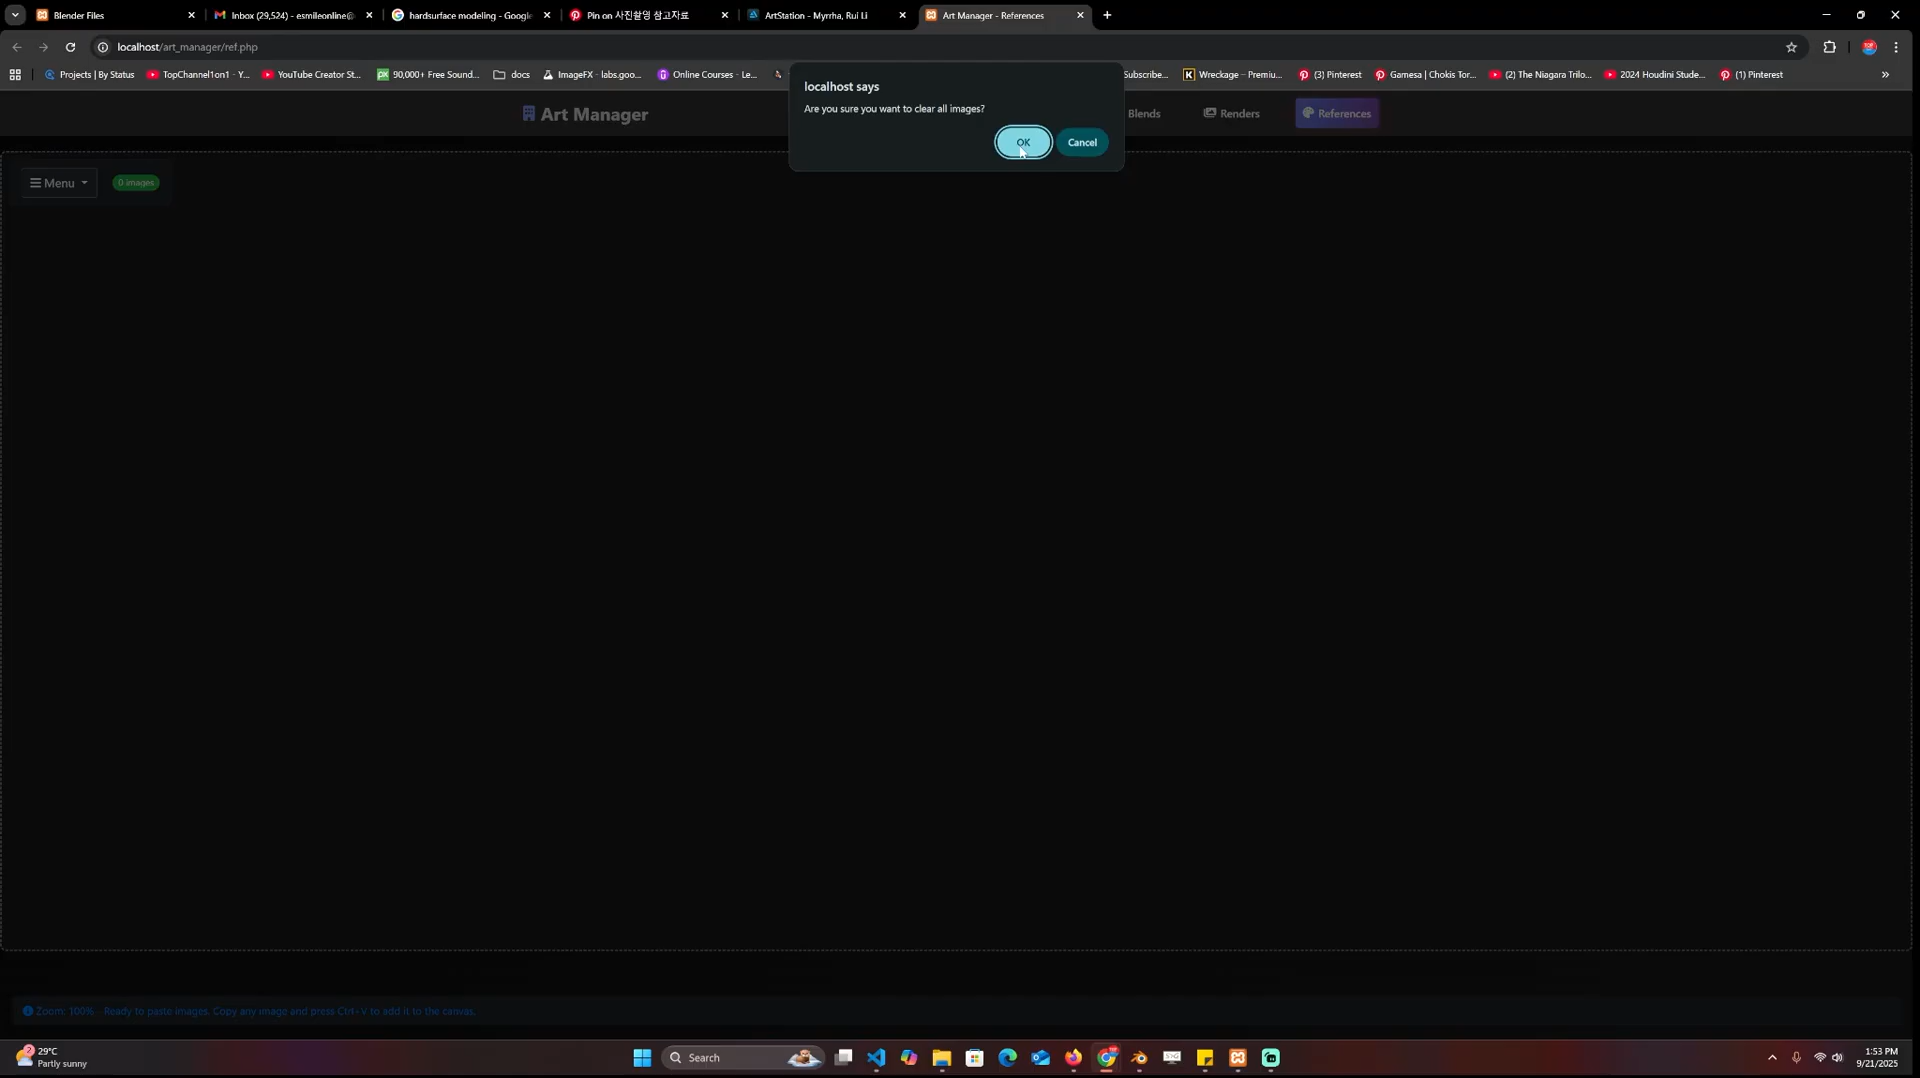 Blender Files
Inbox (29,524) - esmileonline@
hardsurface modeling - Google
Pin on 사진촬영 참고자료
ArtStation - Myrrha, Rui Li
Art Manager - References
localhost/art_manager/ref.php
Projects | By Status
TopChannel1on1 - Y...
YouTube Creator St...
90,000+ Free Sound...
docs
ImageFX - labs.goo...
Online Courses - Le...
Subscribe...
Wreckage – Premiu...
(3) Pinterest
Gamesa | Chokis Tor...
(2) The Niagara Trilo...
2024 Houdini Stude...
(1) Pinterest
localhost says
Are you sure you want to clear all images?
OK
Cancel
Art Manager
Blends
Renders
References
Menu
0 images
Zoom: 100% - Ready to paste images. Copy any image and press Ctrl+V to add it to the canvas.
29°C
Partly sunny
Search
1:53 PM
9/21/2025